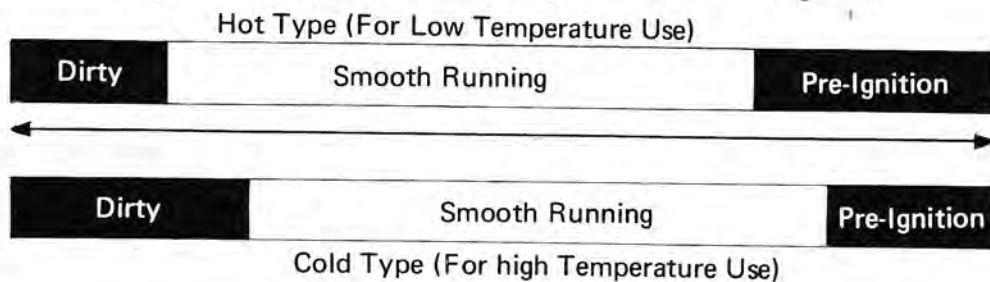 Hot Type (For Low Temperature Use)
Dirty Smooth Running Pre-Ignition
Dirty Smooth Running Pre-Ignition
Cold Type (For high Temperature Use)